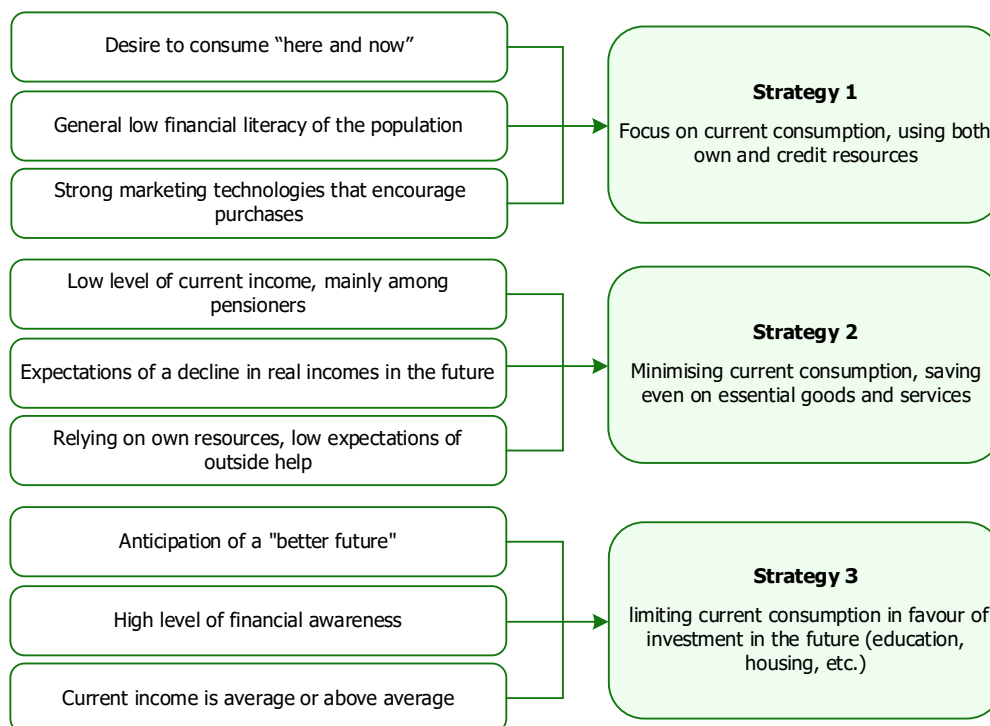 Desire to consume “here and now”
General low financial literacy of the population
Strong marketing technologies that encourage
purchases
Strategy 1
Focus on current consumption, using both
own and credit resources
Low level of current income, mainly among
pensioners
Expectations of a decline in real incomes in the future
Relying on own resources, low expectations of
outside help
Strategy 2
Minimising current consumption, saving
even on essential goods and services
Anticipation of a "better future"
High level of financial awareness
Current income is average or above average
Strategy 3
limiting current consumption in favour of
investment in the future (education,
housing, etc.)